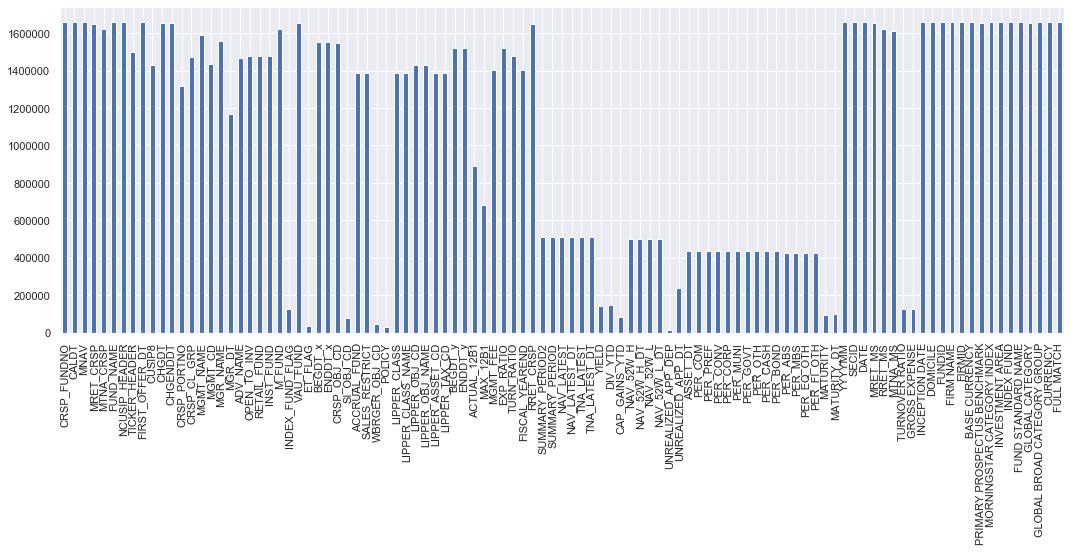 1600000
1400000
1200000
1000000
800000
600000
400000
200000
0
CRSP_FUNDNO
CALDT
MNAV
MRET_CRSP
MTNA_CRSP
FUND_NAME
NCUSIP_HEADER
TICKER_HEADER
FIRST_OFFER_DT
CUSIP8
CHGDT
CHGENDDT
CRSP_PORTNO
CRSP_CL_GRP
MGMT_NAME
MGMT_CD
MGR_NAME
MGR_DT
ADV_NAME
OPEN_TO_INV
RETAIL_FUND
INST_FUND
M_FUND
INDEX_FUND_FLAG
VAU_FUND
ET_FLAG
BEGDT_x
ENDDT_x
CRSP_OBJ_CD
SI_OBJ_CD
ACCRUAL_FUND
SALES_RESTRICT
WBRGER_OBJ_CD
POLICY
LIPPER_CLASS
LIPPER_CLASS_NAME
LIPPER_OBJ_CD
LIPPER_OBJ_NAME
LIPPER_ASSET_CD
LIPPER_TAX_CD
BEGDT_y
ENDDT_y
ACTUAL_12B1
MAX_12B1
MGMT_FEE
EXP_RATIO
TURN_RATIO
FISCAL_YEAREND
RRET_CRSP
SUMMARY_PERIOD2
SUMMARY_PERIOD
NAV_LATEST
NAV_LATEST_DT
TNA_LATEST
TNA_LATEST_DT
YIELD
DIV_YTD
CAP_GAINS_YTD
NAV_52W_H
NAV_52W_H_DT
NAV_52W_L
NAV_52W_L_DT
UNREALIZED_APP_DEP
UNREALIZED_APP_DT
ASSET_DT
PER_COM
PER_PREF
PER_CONV
PER_CORP
PER_MUNI
PER_GOVT
PER_OTH
PER_CASH
PER_BOND
PER_ABS
PER_MBS
PER_EQ_OTH
PER_FI_OTH
MATURITY
MATURITY_DT
YYYYMM
SECID
DATE
MRET_MS
RRET_MS
MTNA_MS
TURNOVER RATIO
GROSS EXPENSE
INCEPTION DATE
DOMICILE
FUNDID
FIRM NAME
FIRMID
BASE CURRENCY
PRIMARY PROSPECTUS BENCHMARK
MORNINGSTAR CATEGORY INDEX
INVESTMENT AREA
INDEX_FUND
FUND STANDARD NAME
GLOBAL CATEGORY
GLOBAL BROAD CATEGORY GROUP
CURRENCY
FULL MATCH